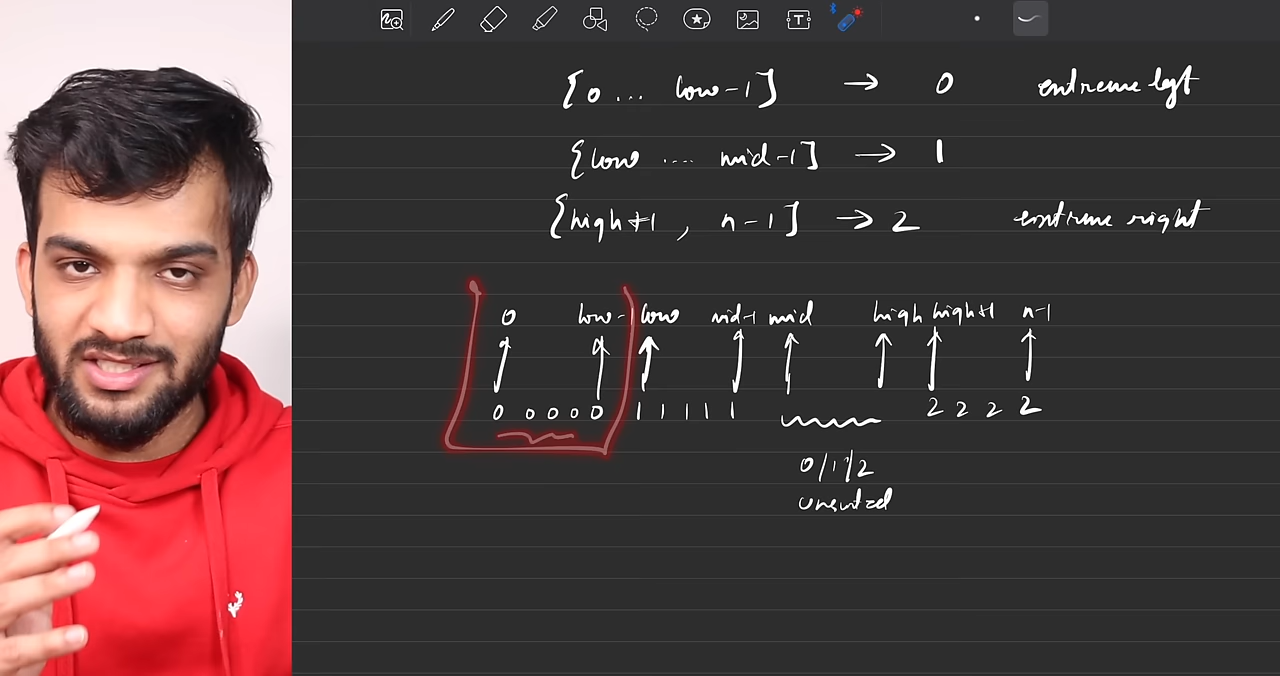 [0 ... low-1] → 0 extreme left
[low .... mid-1] → 1
[high+1, n-1] → 2 extreme right
0 low-1 low mid-1 mid high high+1 n-1
0 0 0 0 0 1 1 1 1 1 2 2 2 2
0/1/2
unsorted
T